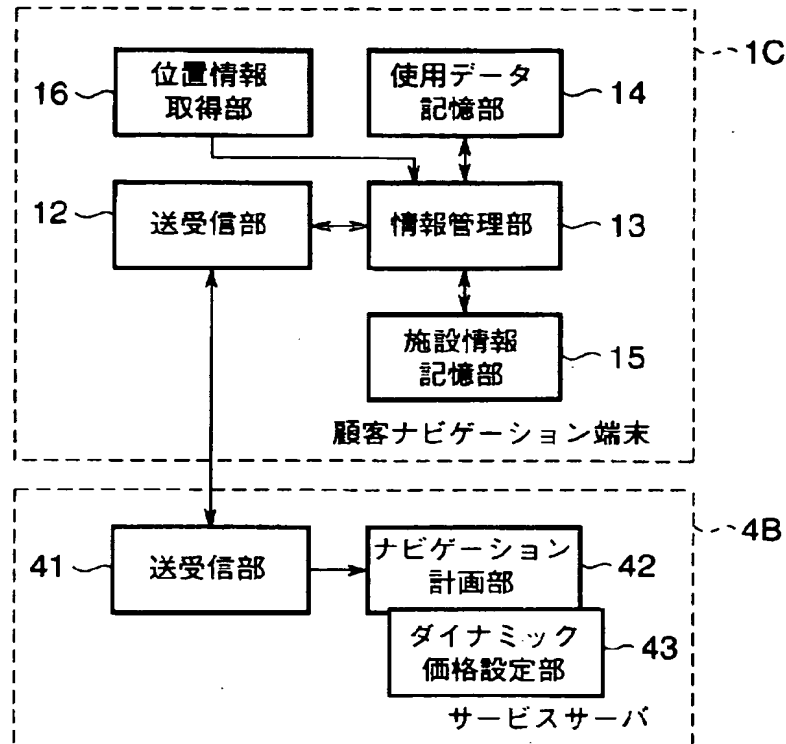 1C
位置情報
取得部
16
使用データ
記憶部
14
12
送受信部
情報管理部
13
施設情報
記憶部
15
顧客ナビゲーション端末
4B
41
送受信部
ナビゲーション
計画部
42
ダイナミック
価格設定部
43
サービスサーバ